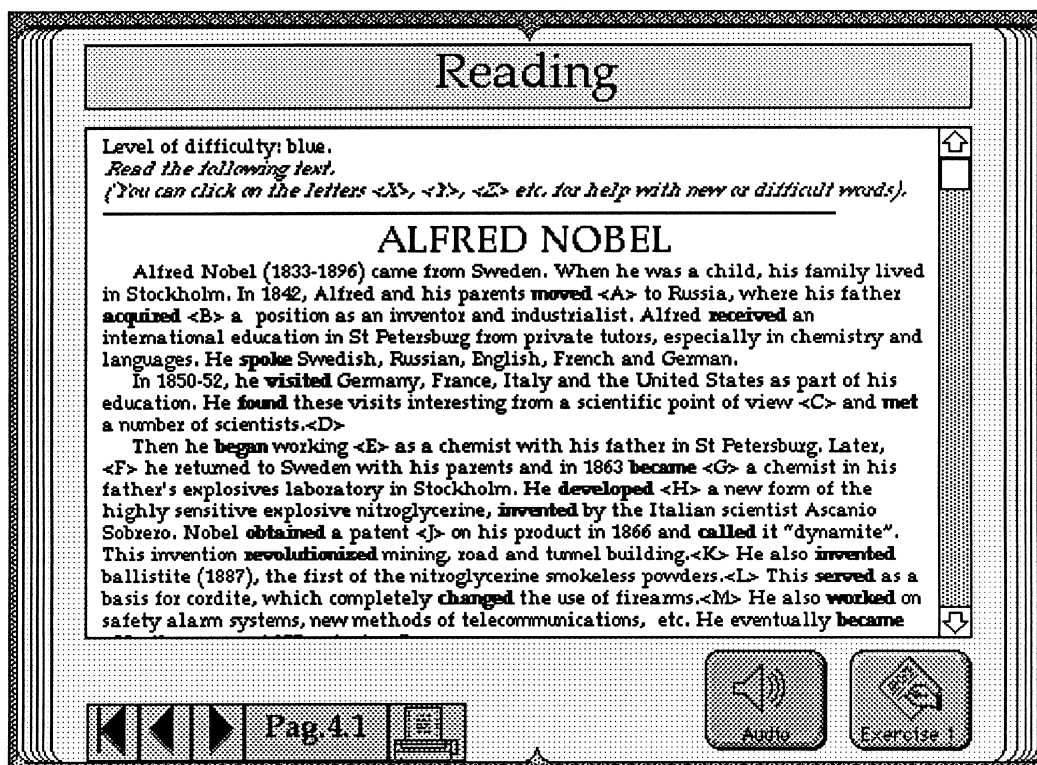 Reading
Level of difficulty: blue.
Read the following text.
(You can click on the letters <X>, <Y>, <Z> etc. for help with new or difficult words).
ALFRED NOBEL
Alfred Nobel (1833-1896) came from Sweden. When he was a child, his family lived
in Stockholm. In 1842, Alfred and his parents moved <A> to Russia, where his father
acquired <B> a position as an inventor and industrialist. Alfred received an
international education in St Petersburg from private tutors, especially in chemistry and
languages. He spoke Swedish, Russian, English, French and German.
In 1850-52, he visited Germany, France, Italy and the United States as part of his
education. He found these visits interesting from a scientific point of view <C> and met
a number of scientists.<D>
Then he began working <E> as a chemist with his father in St Petersburg. Later,
<F> he returned to Sweden with his parents and in 1863 became <G> a chemist in his
father's explosives laboratory in Stockholm. He developed <H> a new form of the
highly sensitive explosive nitroglycerine, invented by the Italian scientist Ascanio
Sobrero. Nobel obtained a patent <J> on his product in 1866 and called it "dynamite".
This invention revolutionized mining, road and tunnel building.<K> He also invented
ballistite (1887), the first of the nitroglycerine smokeless powders.<L> This served as a
basis for cordite, which completely changed the use of firearms.<M> He also worked on
safety alarm systems, new methods of telecommunications, etc. He eventually became
Pag.4.1
Audio
Exercise 1